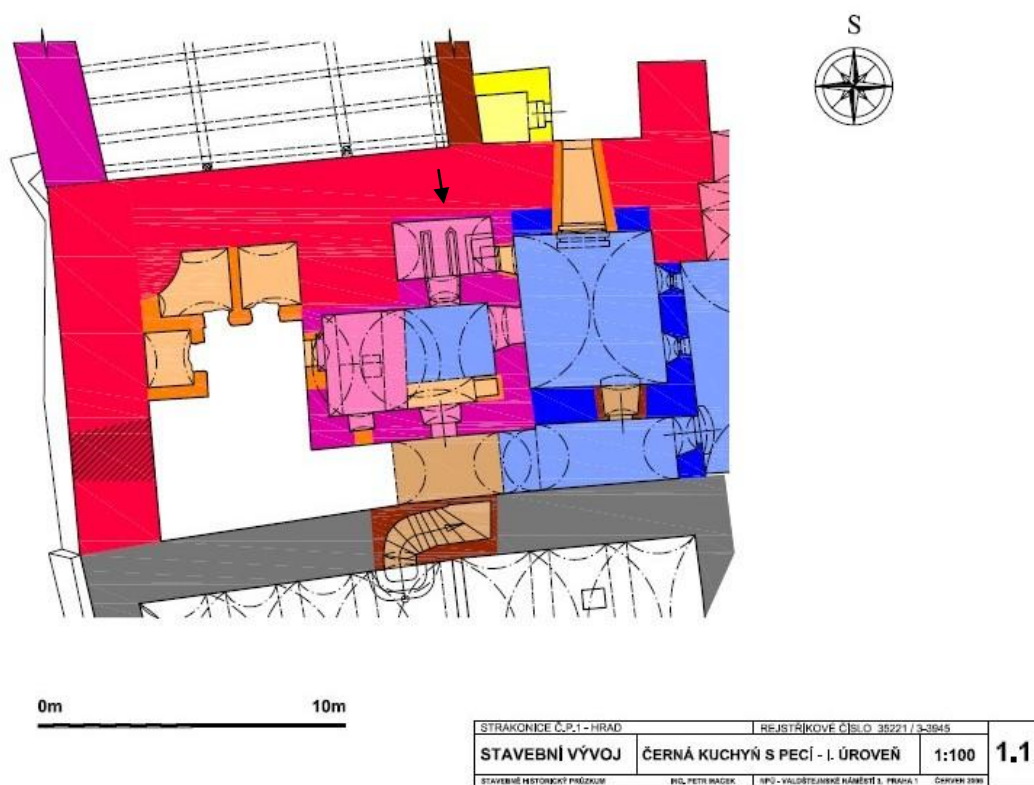 S
0m 10m
STRAKONICE Č.P.1 - HRAD REJSTŘÍKOVÉ ČÍSLO 35221 / 3-3945
STAVEBNÍ VÝVOJ ČERNÁ KUCHYŇ S PECÍ - I. ÚROVEŇ 1:100 1.1
STAVEBNĚ HISTORICKÝ PRŮZKUM ING. PETR MACEK NPÚ - VALDŠTEJNSKÉ NÁMĚSTÍ 3, PRAHA 1 ČERVEN 2006